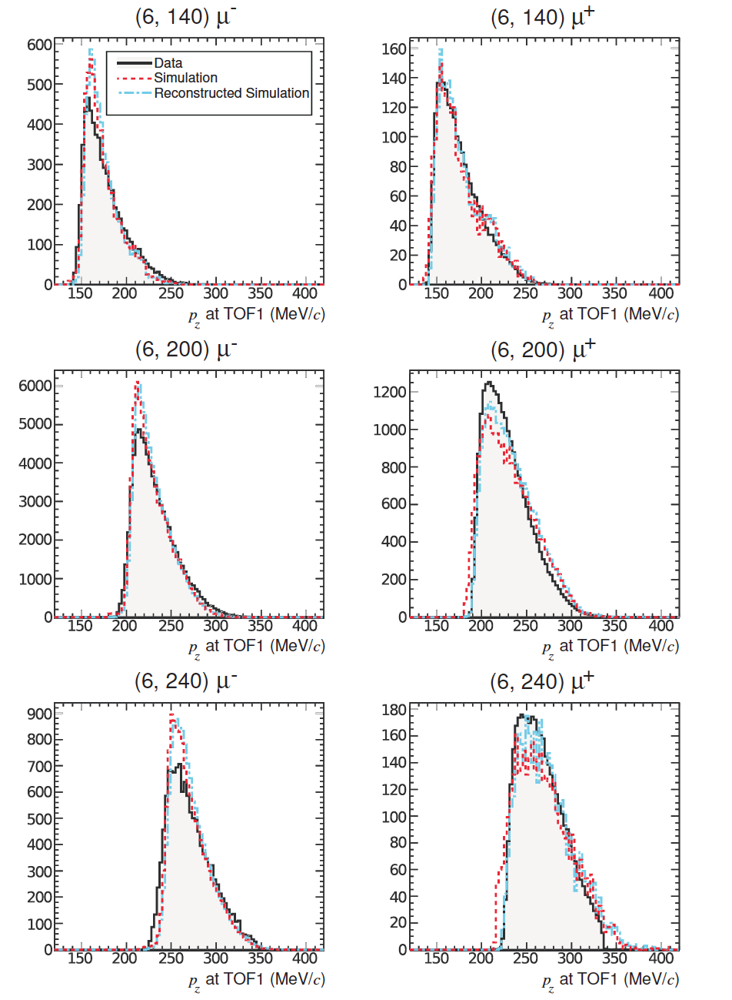 (6, 140) μ-
600
500
400
300
200
100
0
150 200 250 300 350 400
pz at TOF1 (MeV/c)
Data
Simulation
Reconstructed Simulation
(6, 140) μ+
160
140
120
100
80
60
40
20
0
150 200 250 300 350 400
pz at TOF1 (MeV/c)
(6, 200) μ-
6000
5000
4000
3000
2000
1000
0
150 200 250 300 350 400
pz at TOF1 (MeV/c)
(6, 200) μ+
1200
1000
800
600
400
200
0
150 200 250 300 350 400
pz at TOF1 (MeV/c)
(6, 240) μ-
900
800
700
600
500
400
300
200
100
0
150 200 250 300 350 400
pz at TOF1 (MeV/c)
(6, 240) μ+
180
160
140
120
100
80
60
40
20
0
150 200 250 300 350 400
pz at TOF1 (MeV/c)